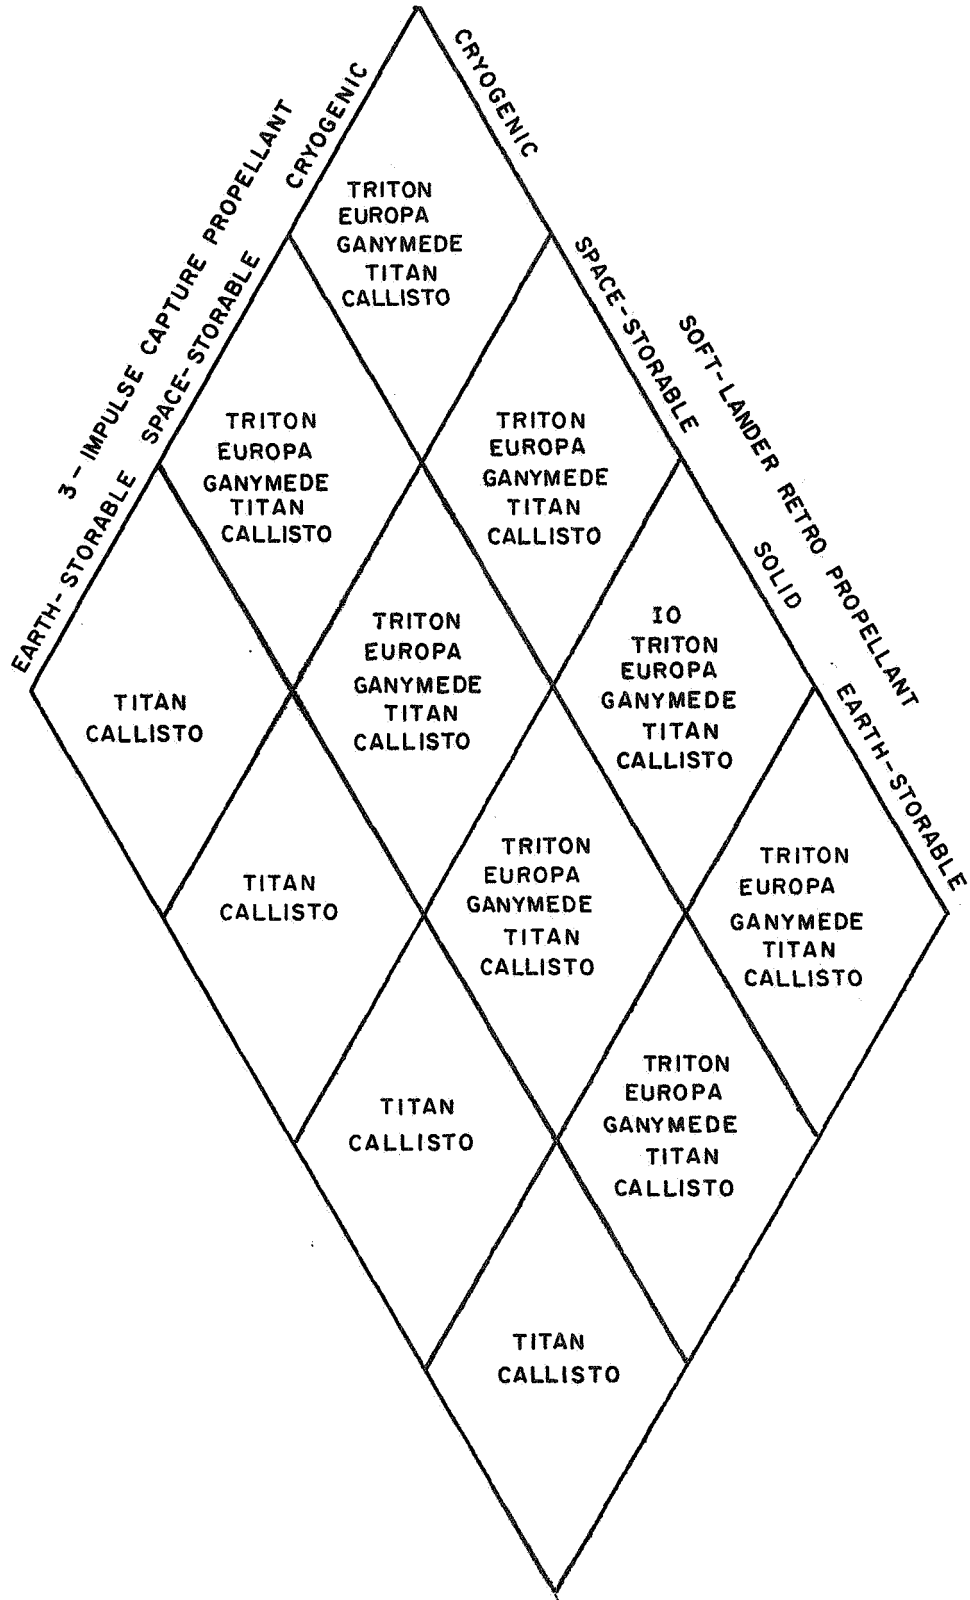 3-IMPULSE CAPTURE PROPELLANT
CRYOGENIC
SPACE-STORABLE
EARTH-STORABLE
SOFT-LANDER RETRO PROPELLANT
CRYOGENIC
SPACE-STORABLE
SOLID
EARTH-STORABLE
TRITON
EUROPA
GANYMEDE
TITAN
CALLISTO
TRITON
EUROPA
GANYMEDE
TITAN
CALLISTO
TRITON
EUROPA
GANYMEDE
TITAN
CALLISTO
TITAN
CALLISTO
TRITON
EUROPA
GANYMEDE
TITAN
CALLISTO
IO
TRITON
EUROPA
GANYMEDE
TITAN
CALLISTO
TITAN
CALLISTO
TRITON
EUROPA
GANYMEDE
TITAN
CALLISTO
TRITON
EUROPA
GANYMEDE
TITAN
CALLISTO
TITAN
CALLISTO
TRITON
EUROPA
GANYMEDE
TITAN
CALLISTO
TITAN
CALLISTO